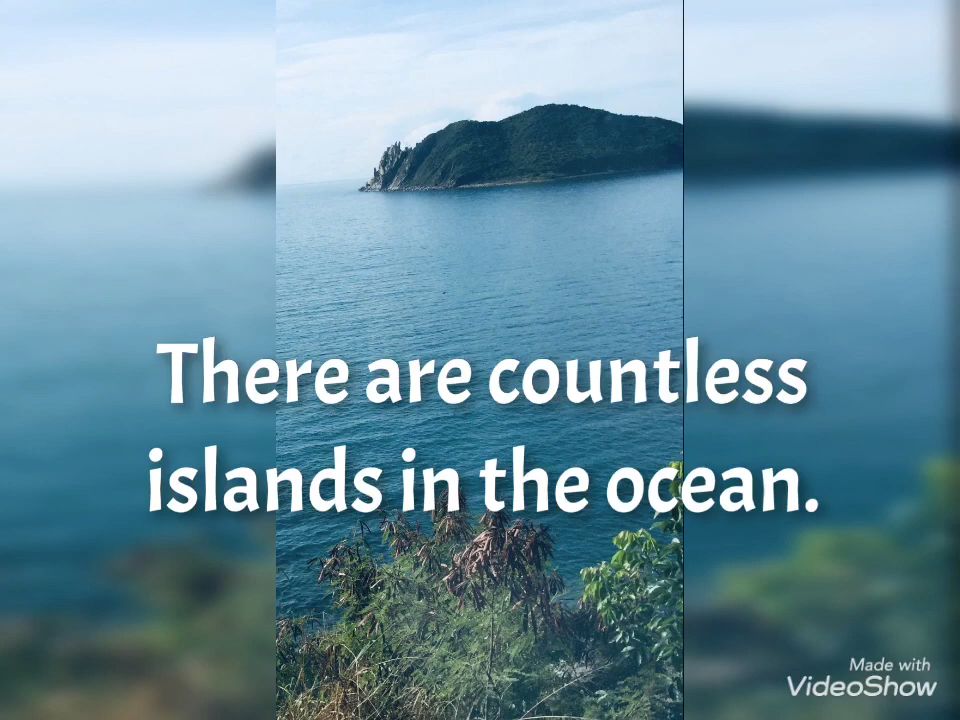 There are countless
islands in the ocean.
Made with
VideoShow